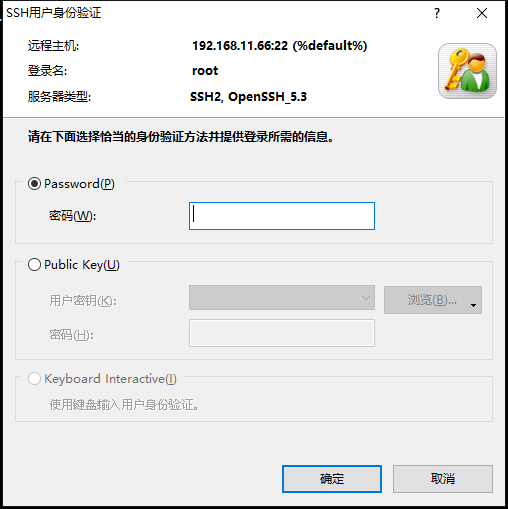 SSH用户身份验证
远程主机: 192.168.11.66:22 (%default%)
登录名: root
服务器类型: SSH2, OpenSSH_5.3
请在下面选择恰当的身份验证方法并提供登录所需的信息。
Password(P)
密码(W):
Public Key(U)
用户密钥(K): 浏览(B)...
密码(H):
Keyboard Interactive(I)
使用键盘输入用户身份验证。
确定 取消